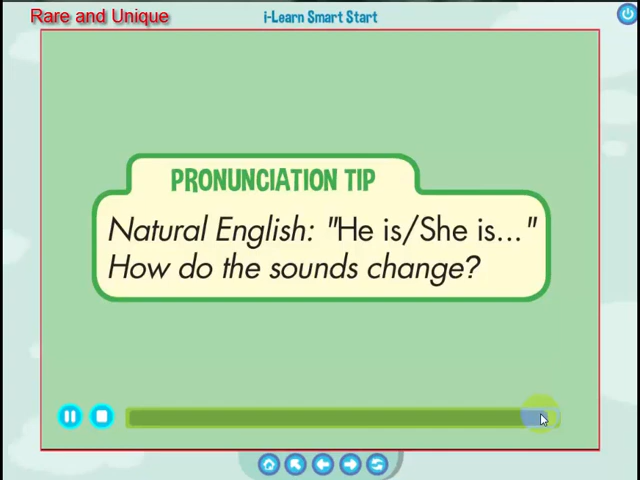 Rare and Unique
i-Learn Smart Start
PRONUNCIATION TIP
Natural English: "He is/She is..."
How do the sounds change?